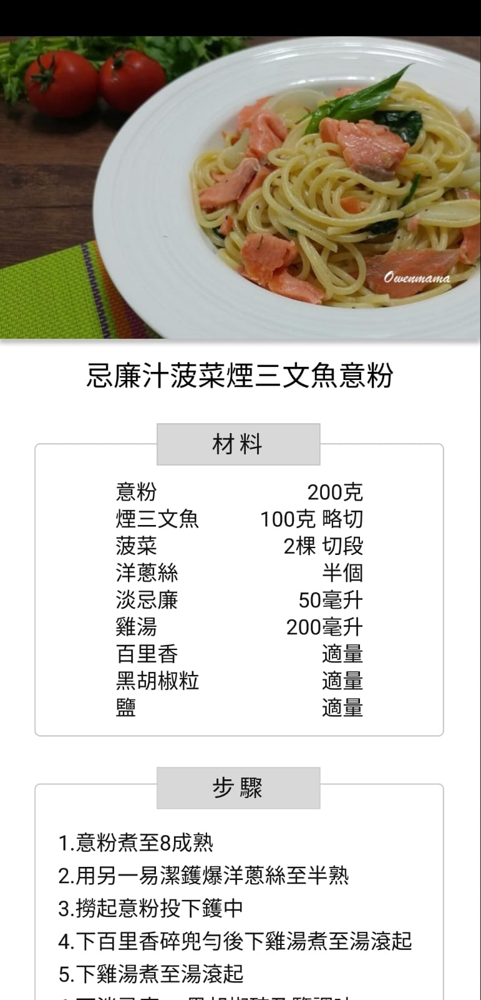 Owenmama
忌廉汁菠菜煙三文魚意粉
材料
意粉 200克
煙三文魚 100克 略切
菠菜 2棵 切段
洋蔥絲 半個
淡忌廉 50毫升
雞湯 200毫升
百里香 適量
黑胡椒粒 適量
鹽 適量
步驟
1.意粉煮至8成熟
2.用另一易潔鑊爆洋蔥絲至半熟
3.撈起意粉投下鑊中
4.下百里香碎兜勻後下雞湯煮至湯滾起
5.下雞湯煮至湯滾起